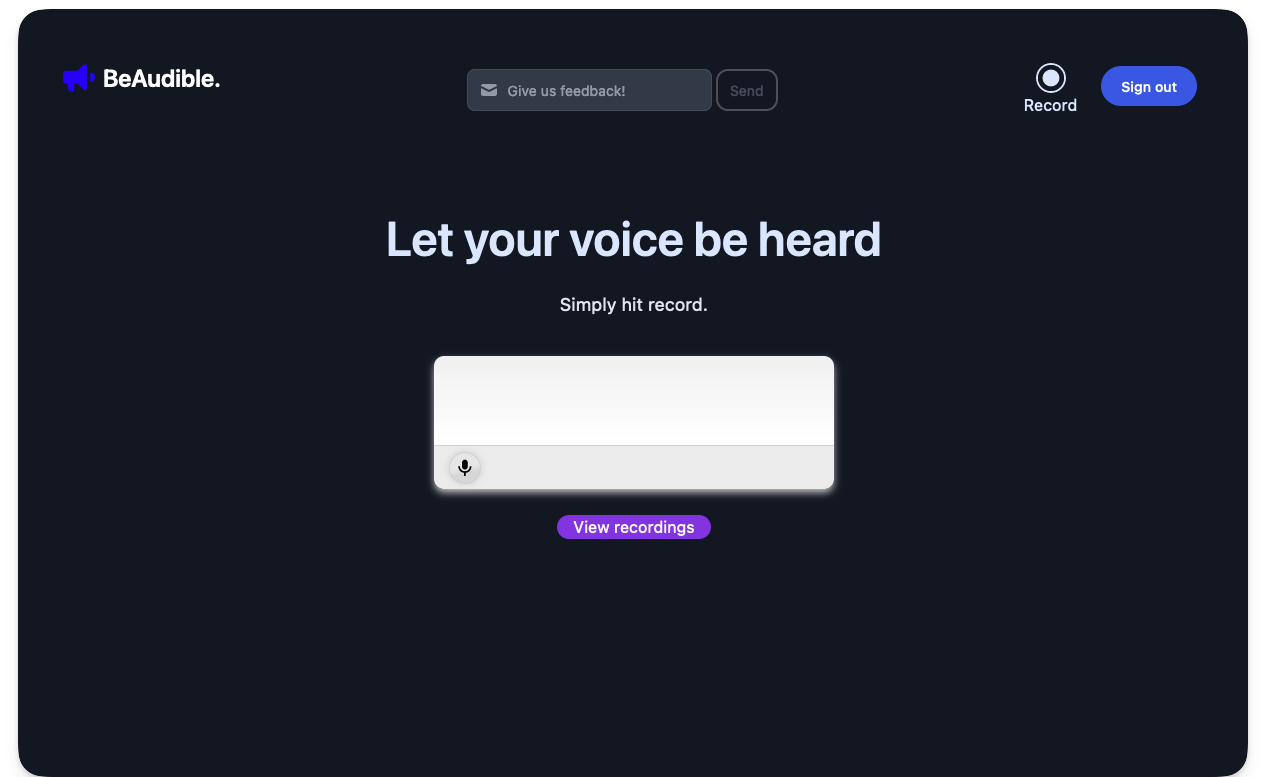 BeAudible.
Give us feedback!
Send
Record
Sign out
Let your voice be heard
Simply hit record.
View recordings